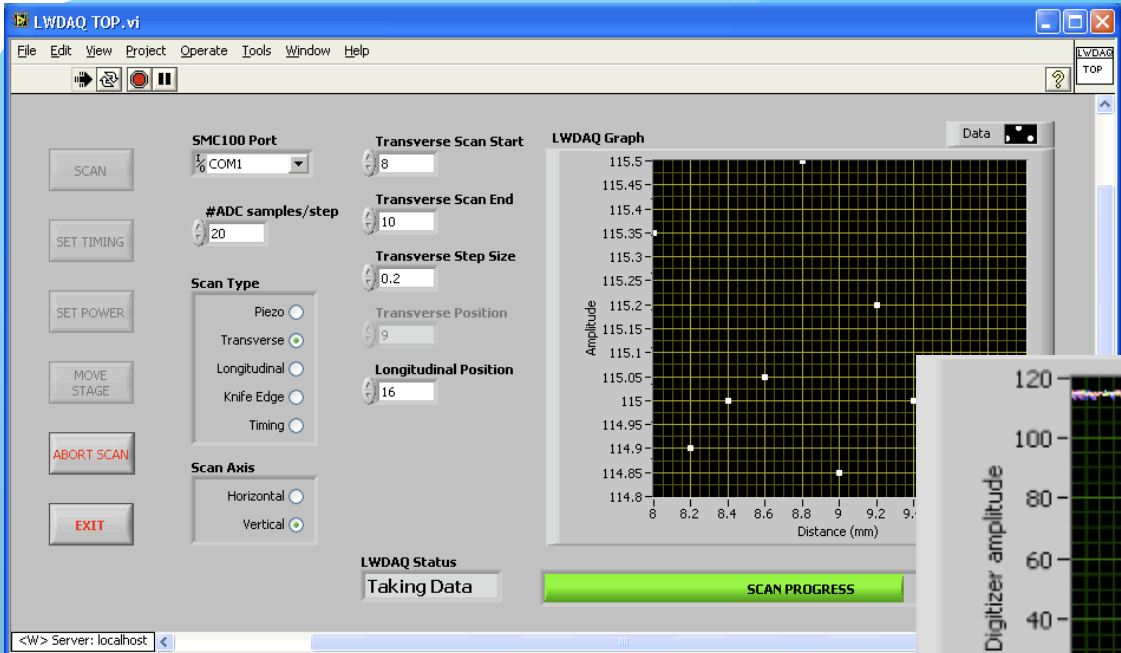 LWDAQ TOP.vi
File Edit View Project Operate Tools Window Help
LWDAQ
TOP
?
SCAN
SET TIMING
SET POWER
MOVE
STAGE
ABORT SCAN
EXIT
SMC100 Port
I/O COM1
#ADC samples/step
20
Scan Type
Piezo
Transverse
Longitudinal
Knife Edge
Timing
Scan Axis
Horizontal
Vertical
Transverse Scan Start
8
Transverse Scan End
10
Transverse Step Size
0.2
Transverse Position
9
Longitudinal Position
16
LWDAQ Status
Taking Data
LWDAQ Graph
Data
115.5
115.45
115.4
115.35
115.3
115.25
115.2
115.15
115.1
115.05
115
114.95
114.9
114.85
114.8
Amplitude
8 8.2 8.4 8.6 8.8 9 9.2
Distance (mm)
SCAN PROGRESS
120
100
80
60
40
Digitizer amplitude
<W> Server: localhost